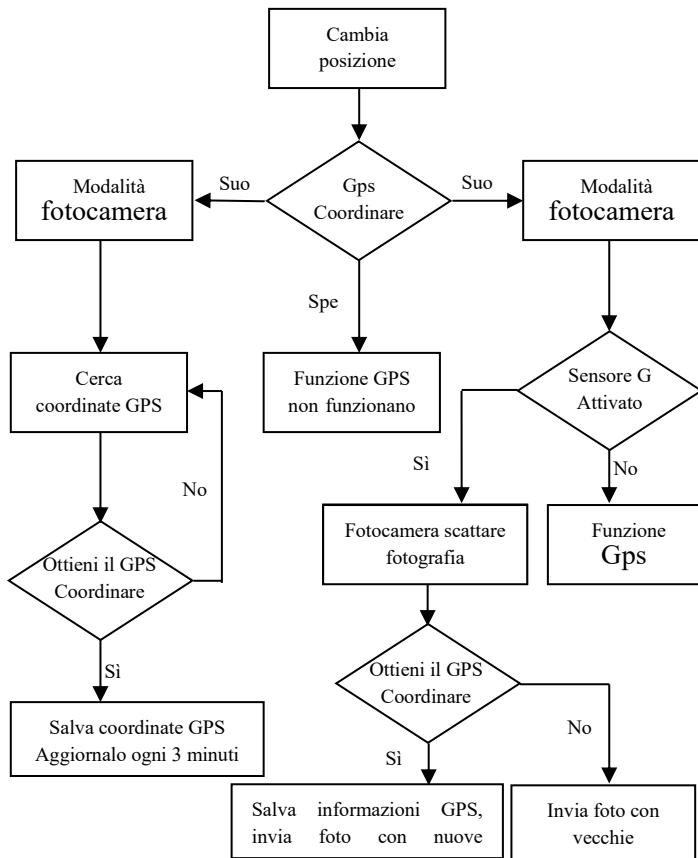 Cambia
posizione
Modalità
fotocamera
Suo
Gps
Coordinare
Suo
Modalità
fotocamera
Spe
Cerca
coordinate GPS
Funzione GPS
non funzionano
Sensore G
Attivato
No
Sì
No
Ottieni il GPS
Coordinare
Fotocamera scattare
fotografia
Funzione
Gps
Sì
Ottieni il GPS
Coordinare
Salva coordinate GPS
Aggiornalo ogni 3 minuti
Sì
No
Salva informazioni GPS,
invia foto con nuove
Invia foto con
vecchie